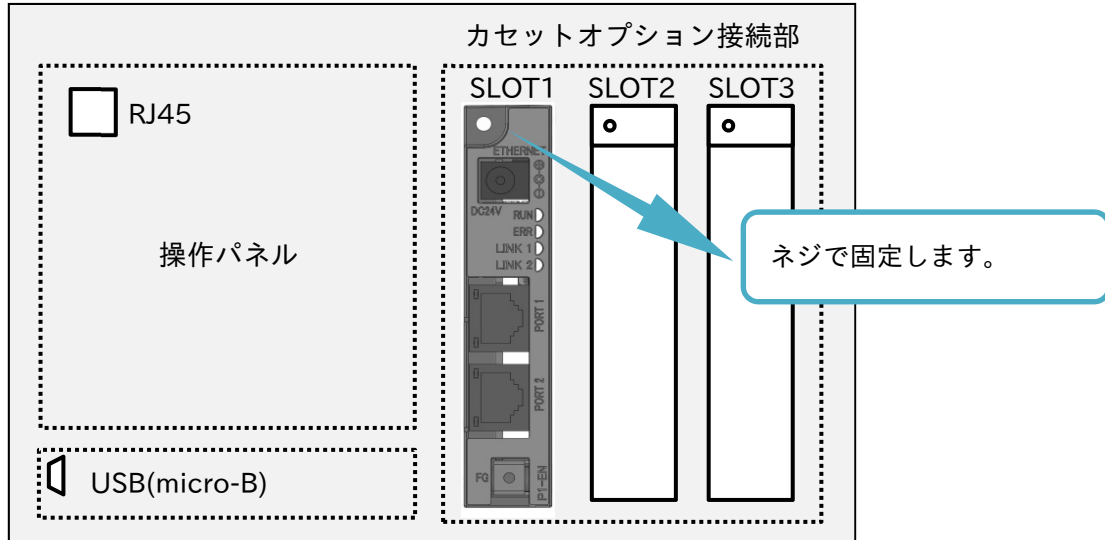 カセットオプション接続部
SLOT1 SLOT2 SLOT3
RJ45
操作パネル
USB(micro-B)
ETHERNET
DC24V
RUN
ERR
LINK 1
LINK 2
PORT 1
PORT 2
FG
P1-EN
ネジで固定します。